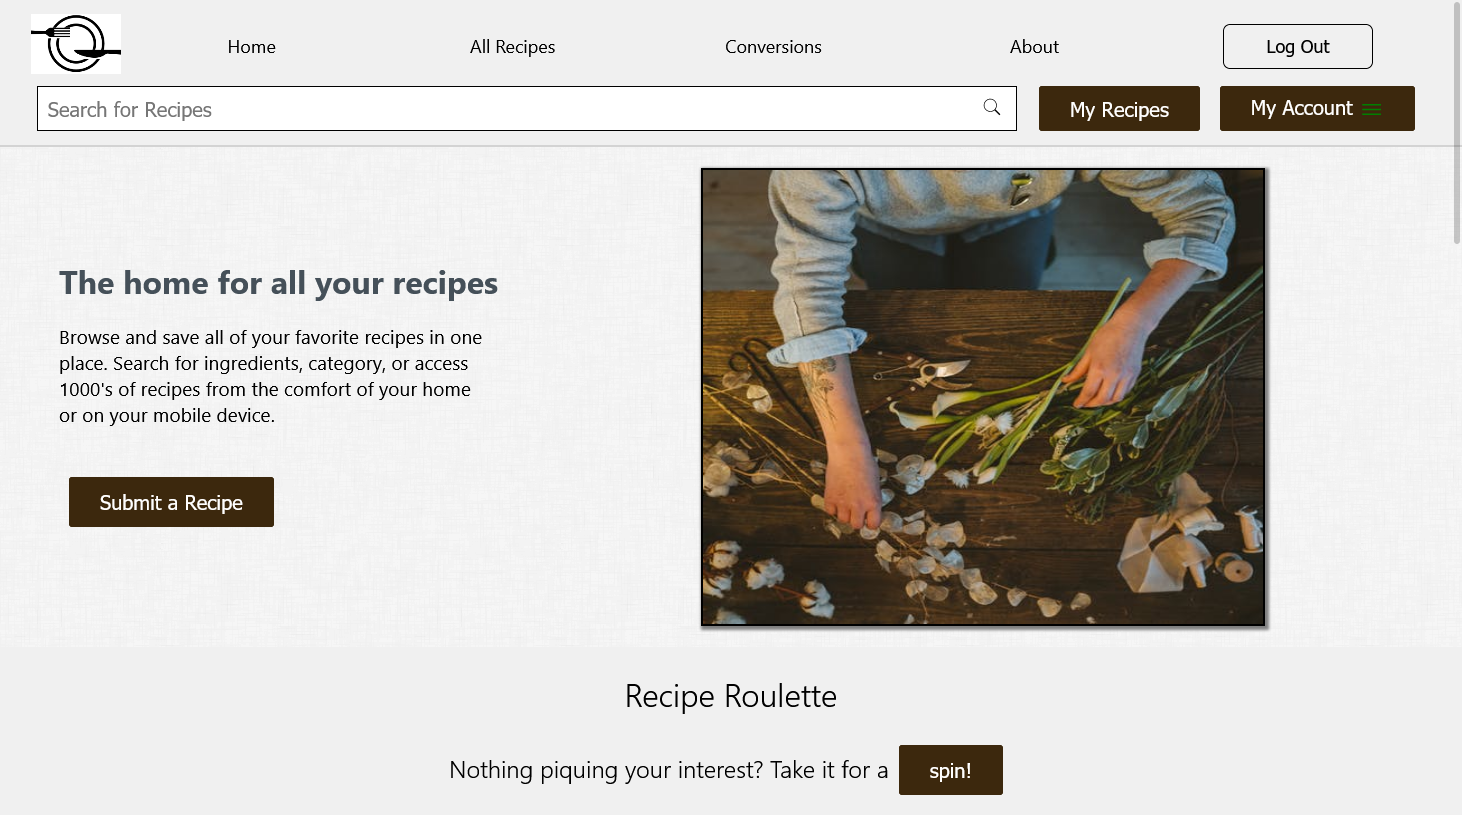 Home
All Recipes
Conversions
About
Log Out
Search for Recipes
My Recipes
My Account
The home for all your recipes
Browse and save all of your favorite recipes in one
place. Search for ingredients, category, or access
1000's of recipes from the comfort of your home
or on your mobile device.
Submit a Recipe
Recipe Roulette
Nothing piquing your interest? Take it for a spin!